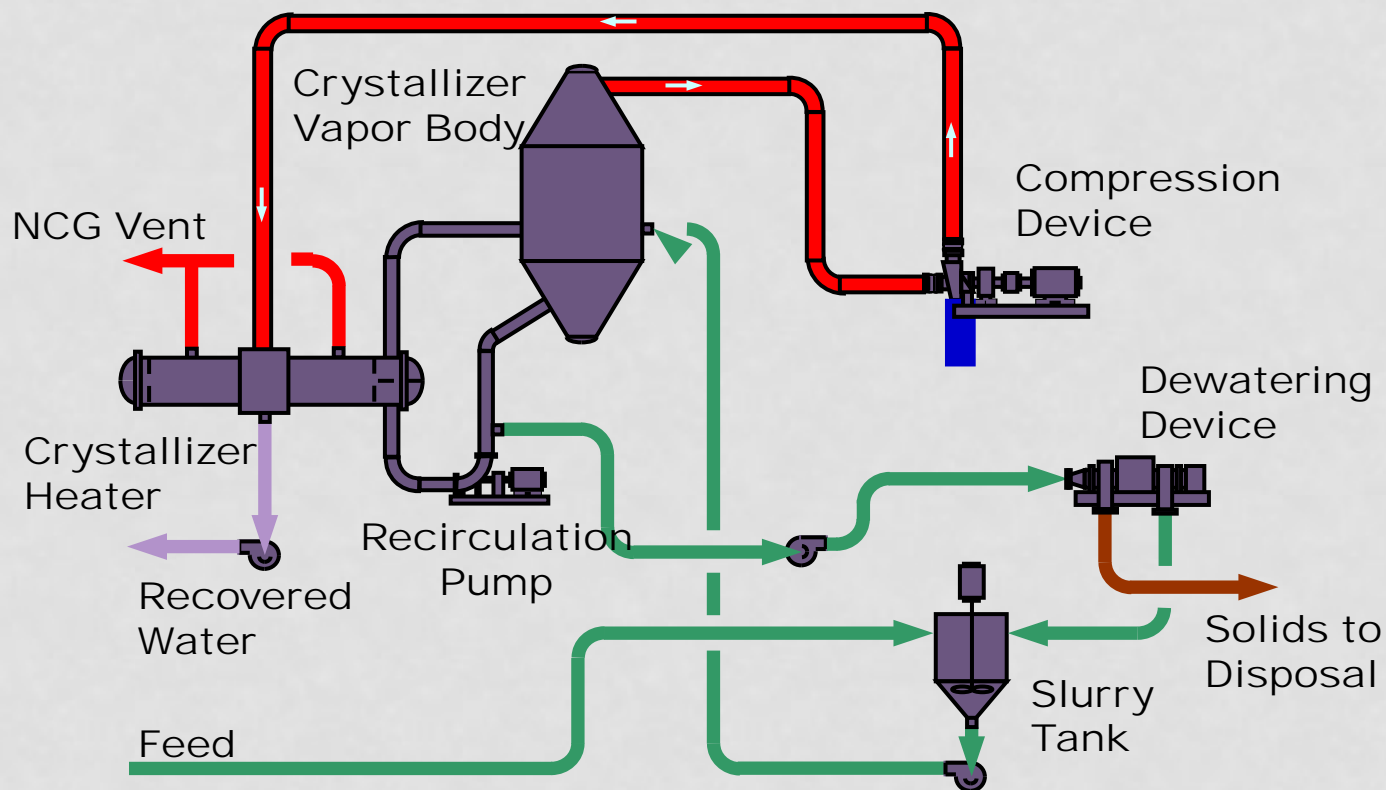 Crystallizer
Vapor Body
Compression
Device
NCG Vent
Dewatering
Device
Crystallizer
Heater
Recirculation
Pump
Recovered
Water
Solids to
Disposal
Slurry
Tank
Feed